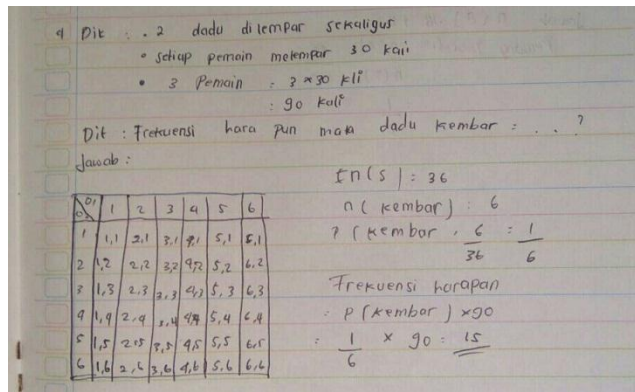 9 Dit : . 2 dadu dilempar sekaligus
• setiap pemain melempar 30 kali
• 3 Pemain = 3 x 30 kli
: 90 kali
Dit : Frekuensi hara pan mata dadu kembar = . . . ?
Jawab :
1 2 3 4 5 6
1 1,1 2,1 3,1 4,1 5,1 6,1
2 1,2 2,2 3,2 4,2 5,2 6,2
3 1,3 2,3 3,3 4,3 5,3 6,3
4 1,4 2,4 3,4 4,4 5,4 6,4
5 1,5 2,5 3,5 4,5 5,5 6,5
6 1,6 2,6 3,6 4,6 5,6 6,6
n(s) = 36
n(kembar) : 6
P(kembar = 6/36 = 1/6
Frekuensi harapan
= P(kembar) x 90
= 1/6 x 90 = 15